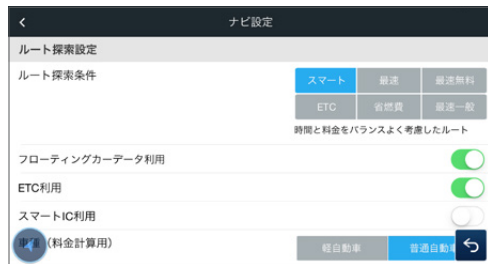 ナビ設定
ルート探索設定
ルート探索条件
スマート 最速 最速無料
ETC 省燃費 最速一般
時間と料金をバランスよく考慮したルート
フローティングカーデータ利用
ETC利用
スマートIC利用
(料金計算用) 軽自動車 普通自動車